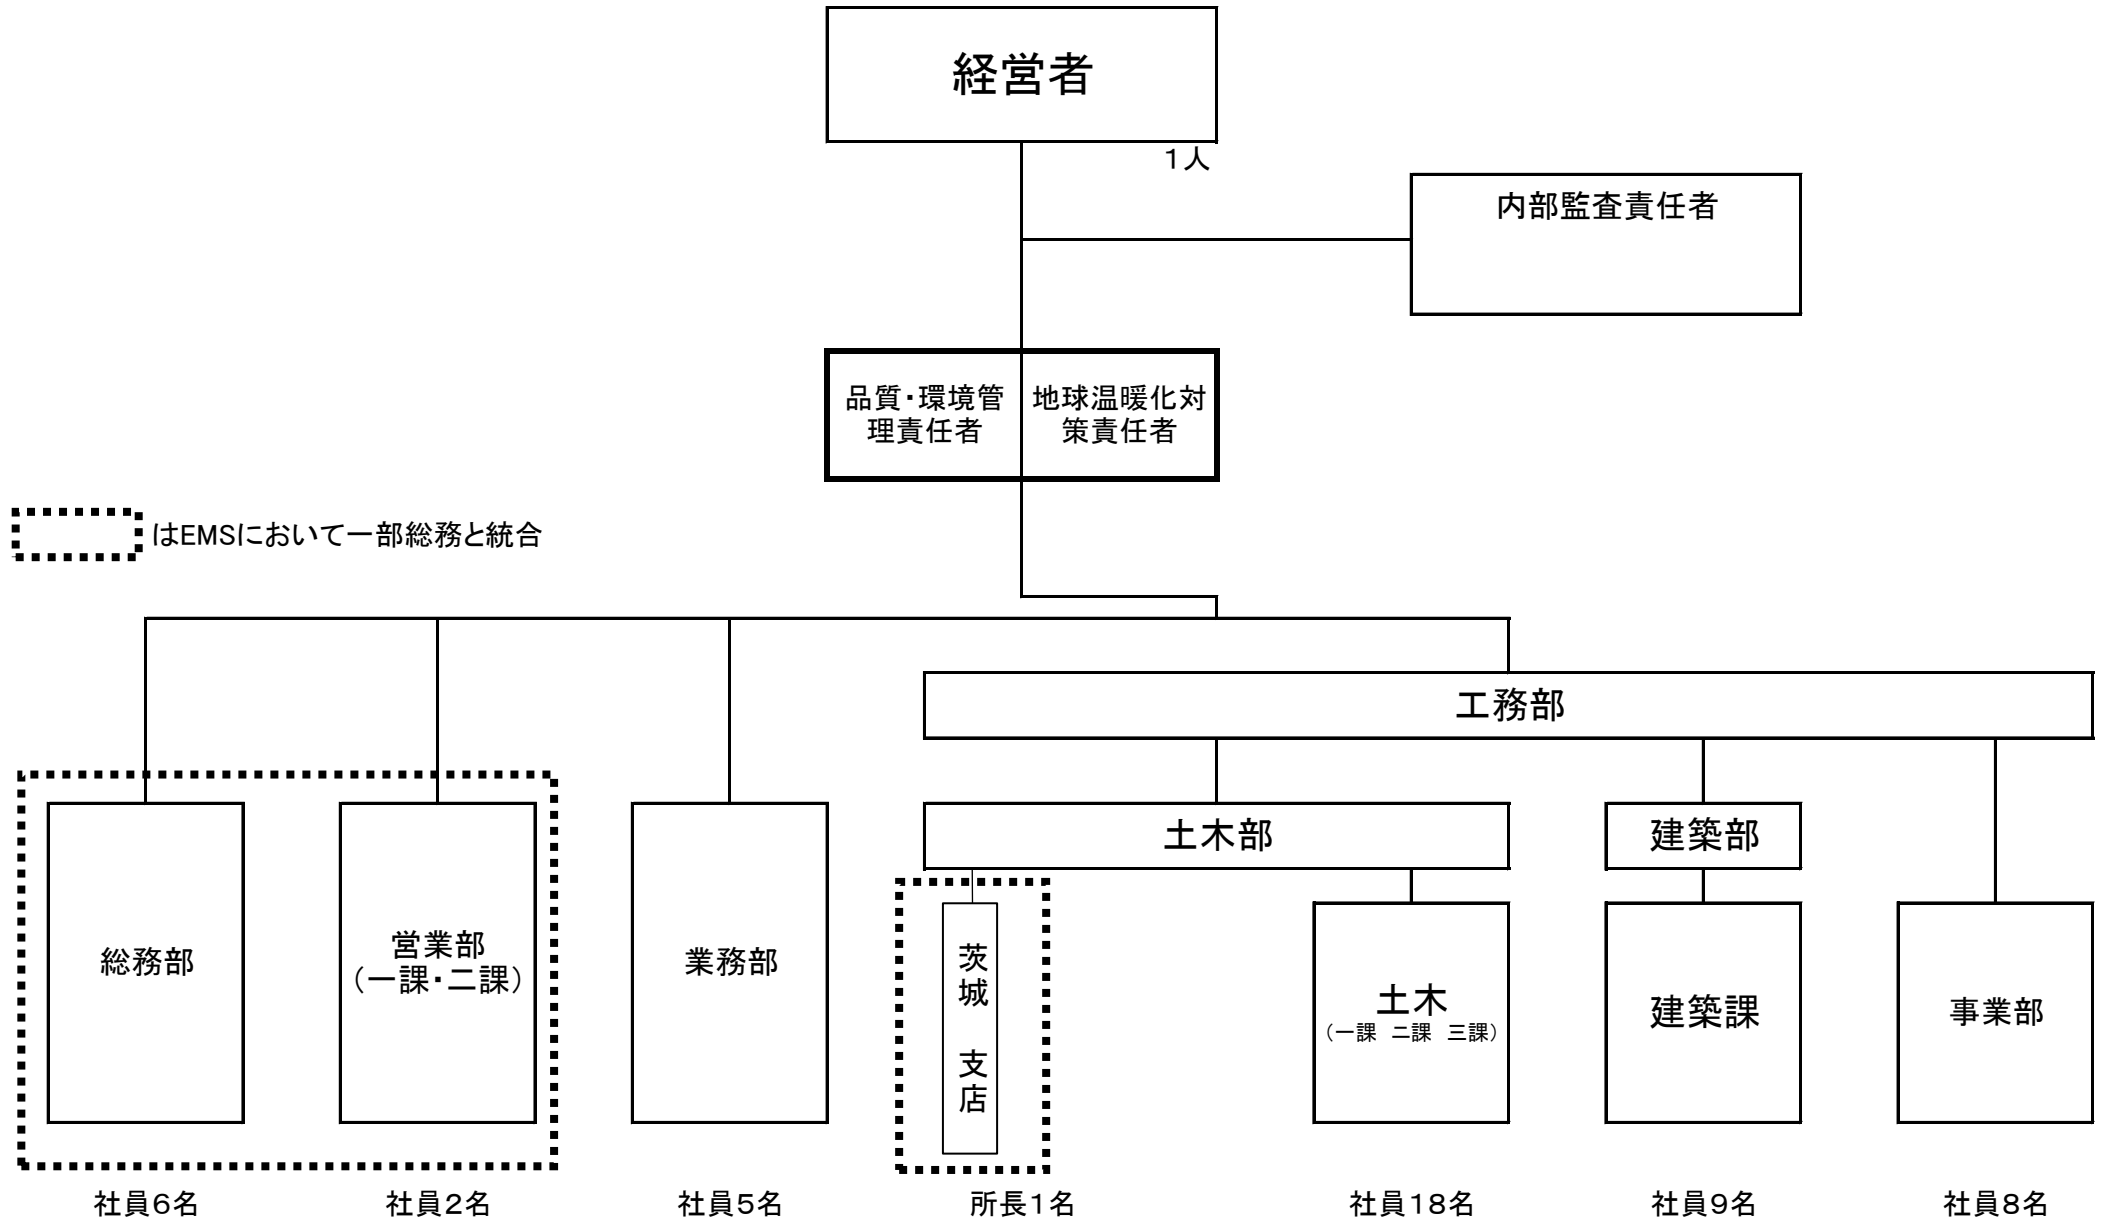 経営者
1人
内部監査責任者
品質・環境管
理責任者
地球温暖化対
策責任者
はEMSにおいて一部総務と統合
工務部
土木部
建築部
総務部
営業部
（一課・二課）
業務部
茨城　支店
土木
（一課　二課　三課）
建築課
事業部
社員6名
社員2名
社員5名
所長1名
社員18名
社員9名
社員8名